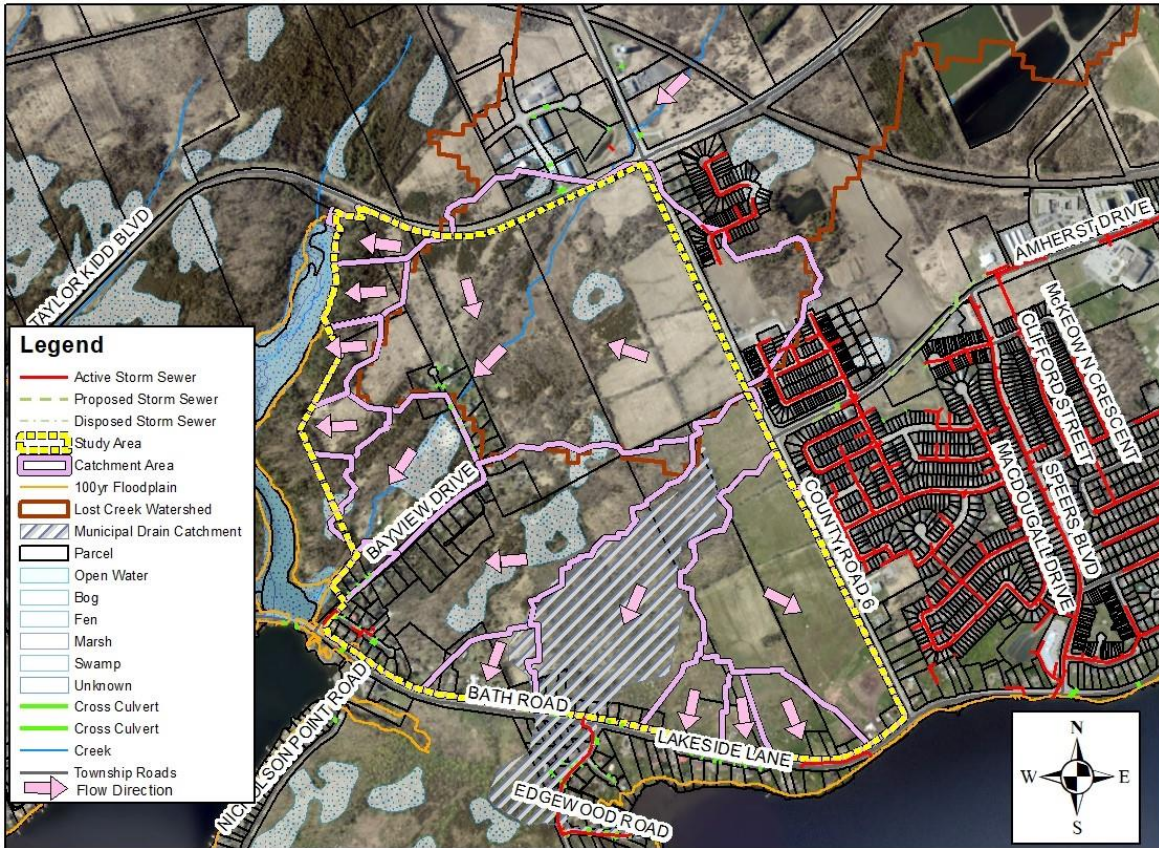 TAYLOR KIDD BLVD
AMHERST DRIVE
McKEOWN CRESCENT
CLIFFORD STREET
SPEERS BLVD
MACDOUGALL DRIVE
COUNTY ROAD 6
BAYVIEW DRIVE
BATH ROAD
LAKESIDE LANE
NICHOLSON POINT ROAD
EDGEWOOD ROAD
Legend
Active Storm Sewer
Proposed Storm Sewer
Disposed Storm Sewer
Study Area
Catchment Area
100yr Floodplain
Lost Creek Watershed
Municipal Drain Catchment
Parcel
Open Water
Bog
Fen
Marsh
Swamp
Unknown
Cross Culvert
Cross Culvert
Creek
Township Roads
Flow Direction
N
W E
S